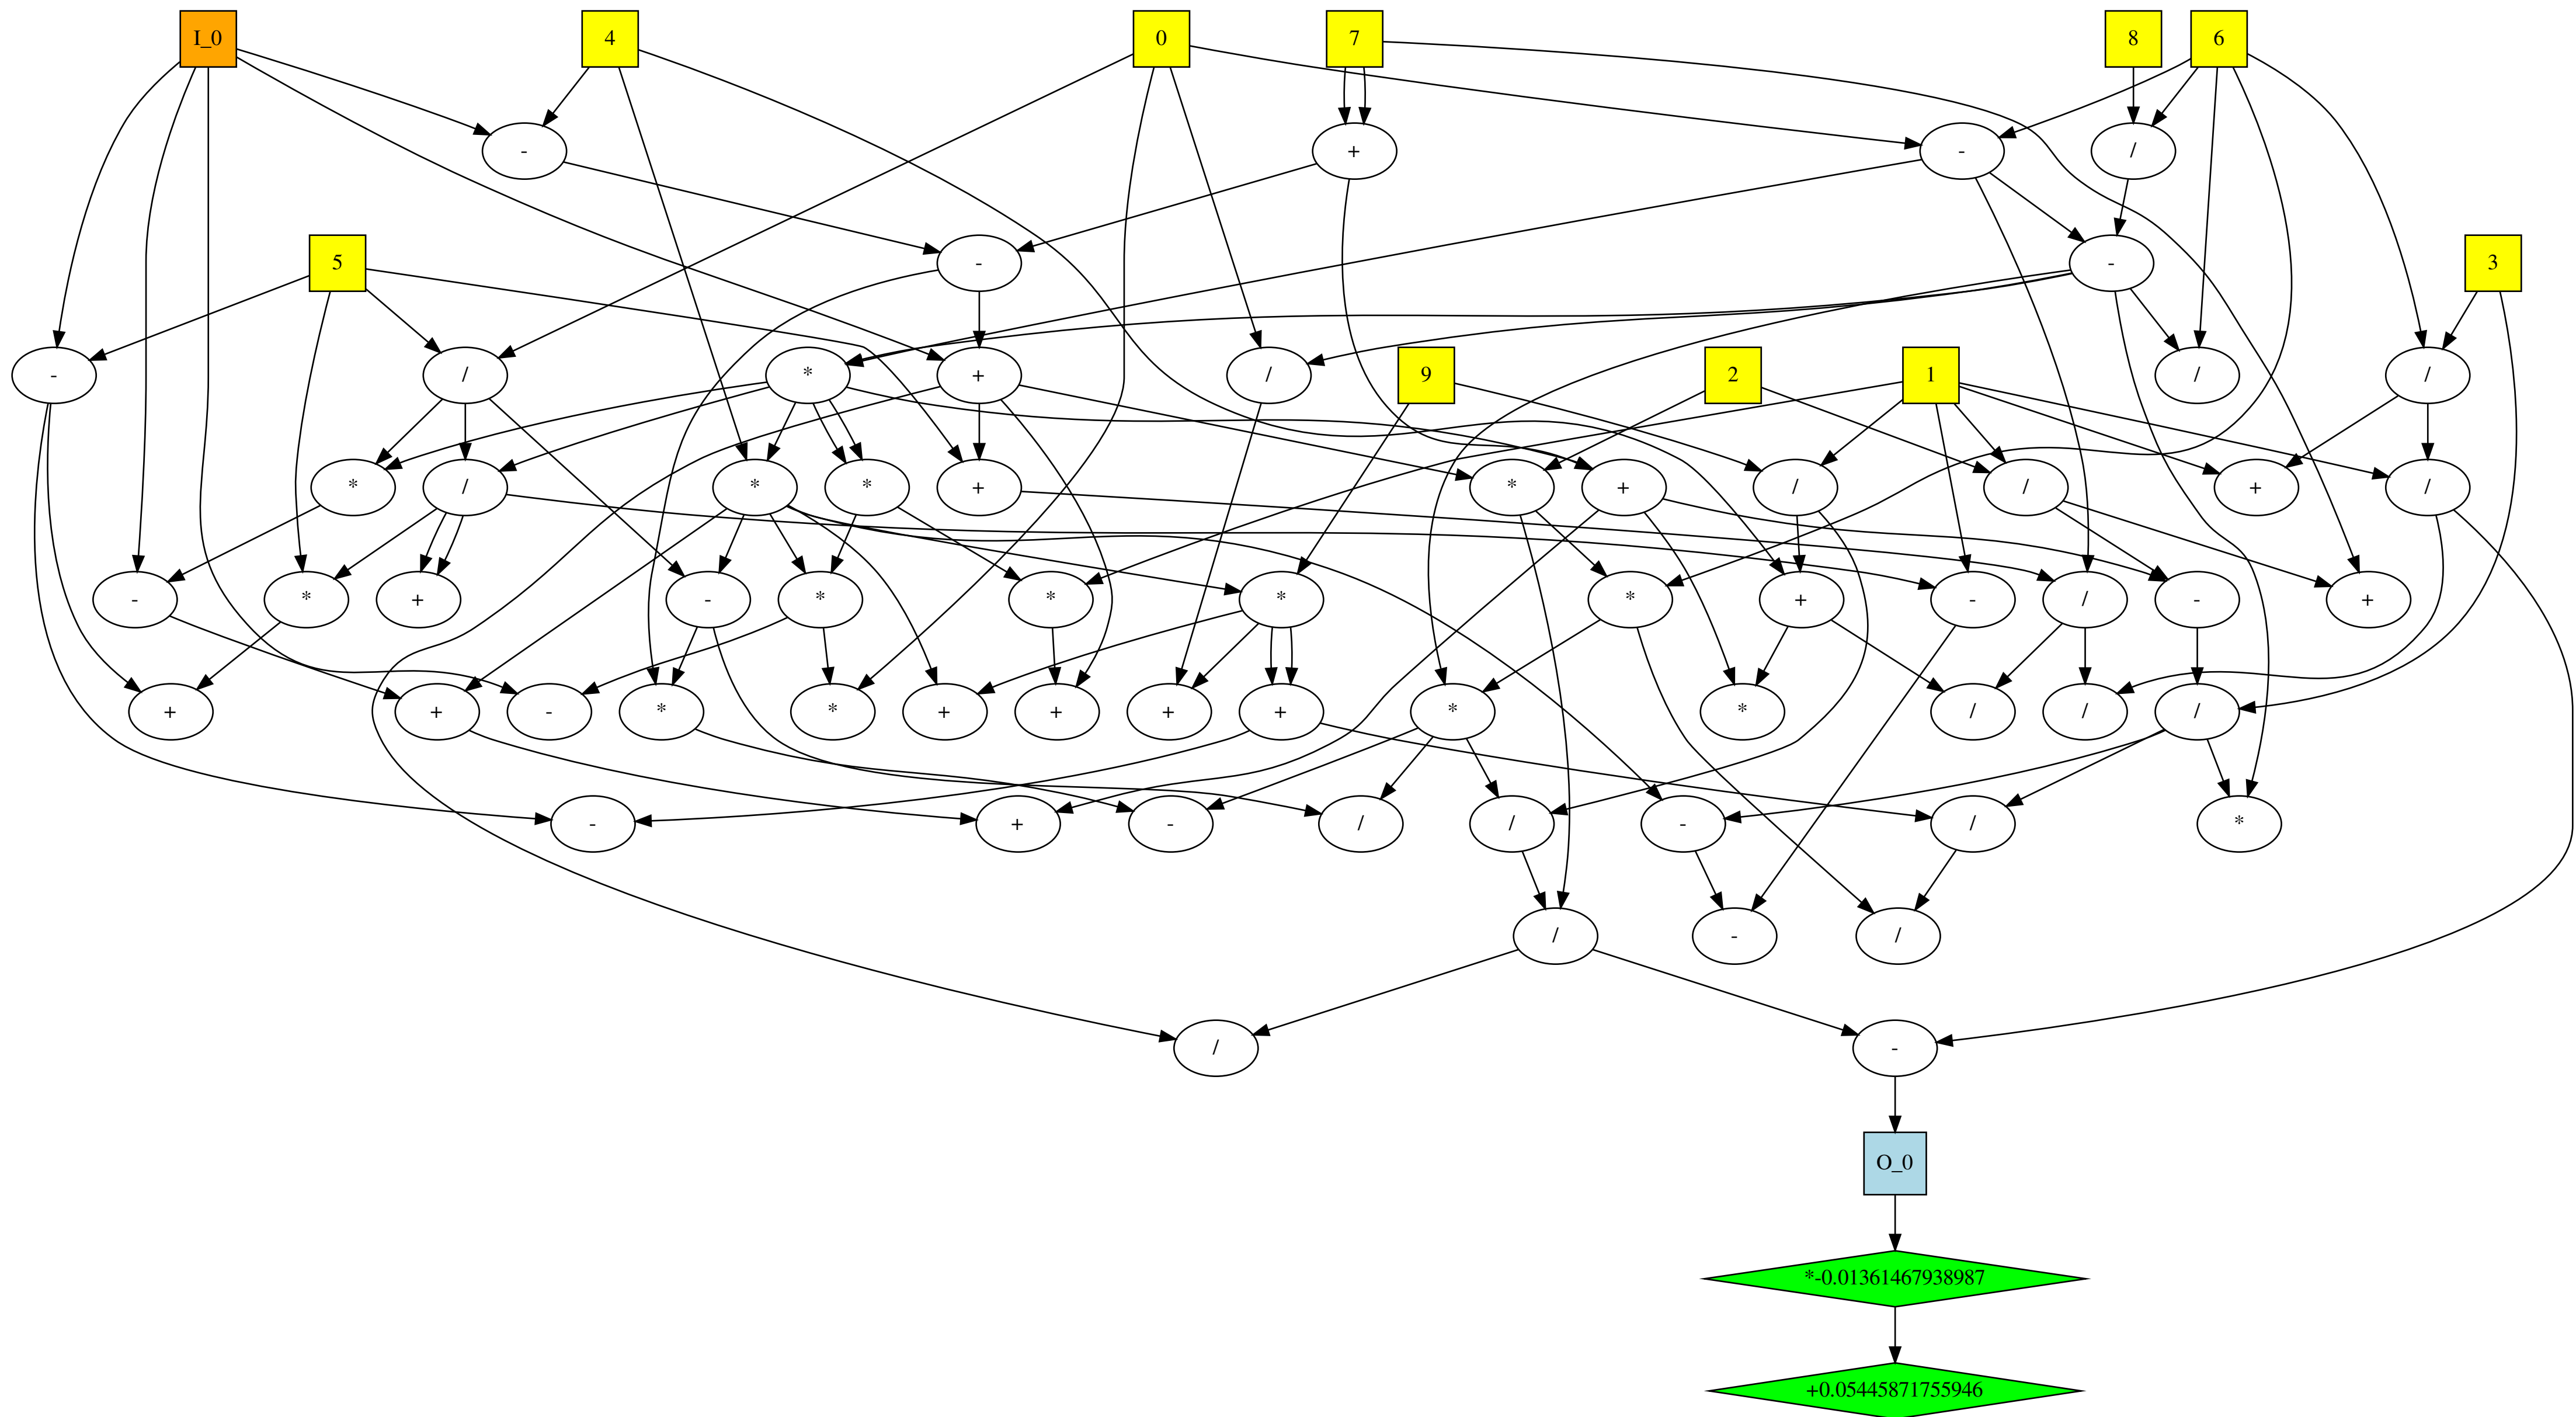 I_0 4 0 7 8 6
- + - /
5 - - 3
- / * + / 9 2 1 / /
* / * * + * + / / + /
- * + - * * * * + - / - +
+ + - * * + + + + * * / / /
- + - / / - / *
/ - /
/ -
O_0
*-0.01361467938987
+0.05445871755946